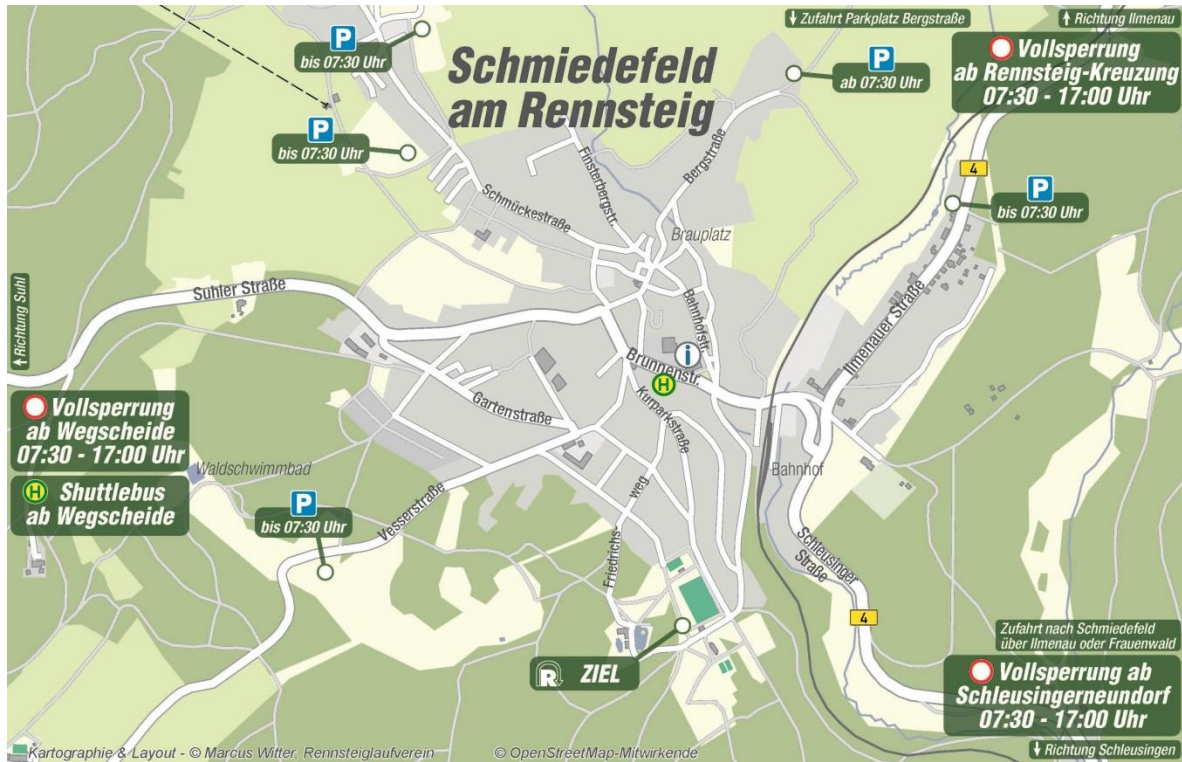 P
bis 07:30 Uhr
Schmiedefeld
am Rennsteig
↓ Zufahrt Parkplatz Bergstraße
↑ Richtung Ilmenau
P
ab 07:30 Uhr
Vollsperrung
ab Rennsteig-Kreuzung
07:30 - 17:00 Uhr
P
bis 07:30 Uhr
4
P
bis 07:30 Uhr
Finsterbergstr.
Bergstraße
Schmückestraße
Brauplatz
Suhler Straße
↑ Richtung Suhl
Bahnhofstr.
Ilmenauer Straße
i
Brunnenstr.
H
Kurparkstraße
Gartenstraße
Vollsperrung
ab Wegscheide
07:30 - 17:00 Uhr
H Shuttlebus
ab Wegscheide
Waldschwimmbad
Bahnhof
P
bis 07:30 Uhr
Vesserstraße
Friedrichs-
weg
Schleusinger
Straße
4
Zufahrt nach Schmiedefeld
über Ilmenau oder Frauenwald
R ZIEL
Vollsperrung ab
Schleusingerneundorf
07:30 - 17:00 Uhr
Kartographie & Layout - © Marcus Witter, Rennsteiglaufverein
© OpenStreetMap-Mitwirkende
↓ Richtung Schleusingen